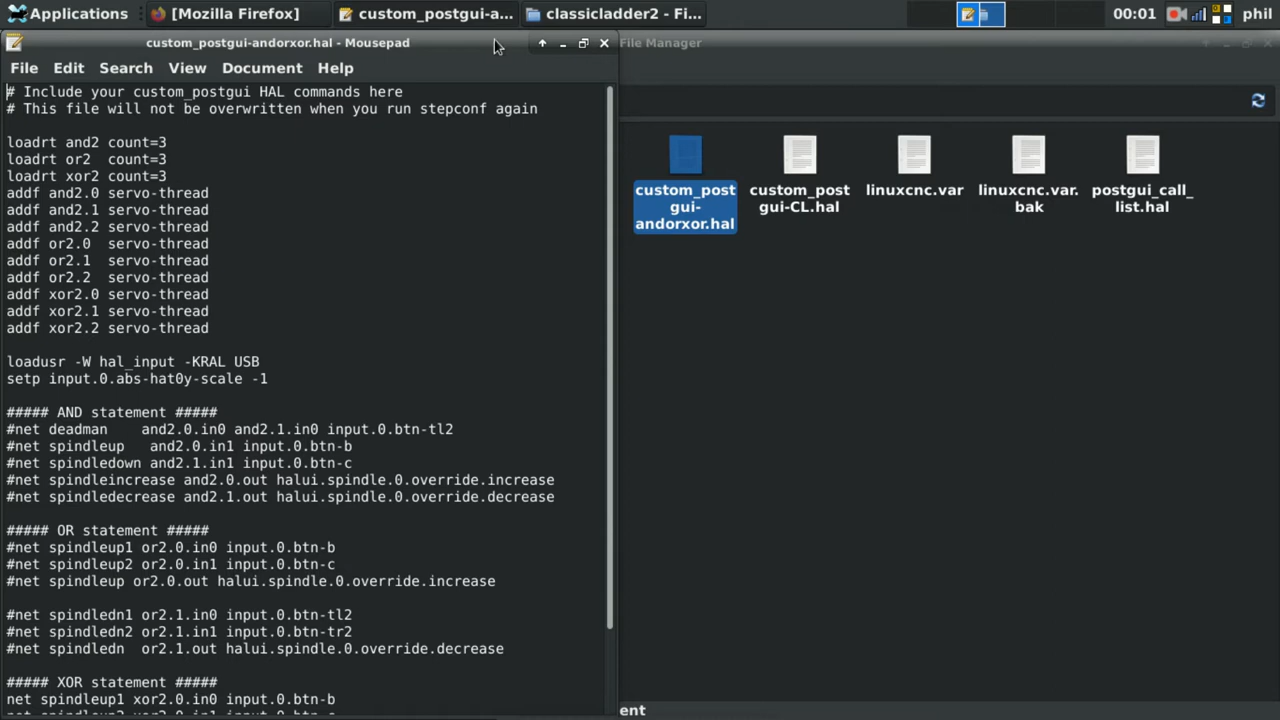 Applications
[Mozilla Firefox]
custom_postgui-a...
classicladder2 - Fi...
00:01
phil
custom_postgui-andorxor.hal - Mousepad
File Manager
File Edit Search View Document Help
# Include your custom_postgui HAL commands here
# This file will not be overwritten when you run stepconf again
loadrt and2 count=3
loadrt or2  count=3
loadrt xor2 count=3
addf and2.0 servo-thread
addf and2.1 servo-thread
addf and2.2 servo-thread
addf or2.0  servo-thread
addf or2.1  servo-thread
addf or2.2  servo-thread
addf xor2.0 servo-thread
addf xor2.1 servo-thread
addf xor2.2 servo-thread
loadusr -W hal_input -KRAL USB
setp input.0.abs-hat0y-scale -1
##### AND statement #####
#net deadman    and2.0.in0 and2.1.in0 input.0.btn-tl2
#net spindleup   and2.0.in1 input.0.btn-b
#net spindledown and2.1.in1 input.0.btn-c
#net spindleincrease and2.0.out halui.spindle.0.override.increase
#net spindledecrease and2.1.out halui.spindle.0.override.decrease
##### OR statement #####
#net spindleup1 or2.0.in0 input.0.btn-b
#net spindleup2 or2.0.in1 input.0.btn-c
#net spindleup or2.0.out halui.spindle.0.override.increase
#net spindledn1 or2.1.in0 input.0.btn-tl2
#net spindledn2 or2.1.in1 input.0.btn-tr2
#net spindledn  or2.1.out halui.spindle.0.override.decrease
##### XOR statement #####
net spindleup1 xor2.0.in0 input.0.btn-b
custom_post
gui-
andorxor.hal
custom_post
gui-CL.hal
linuxcnc.var
linuxcnc.var.
bak
postgui_call_
list.hal
ent